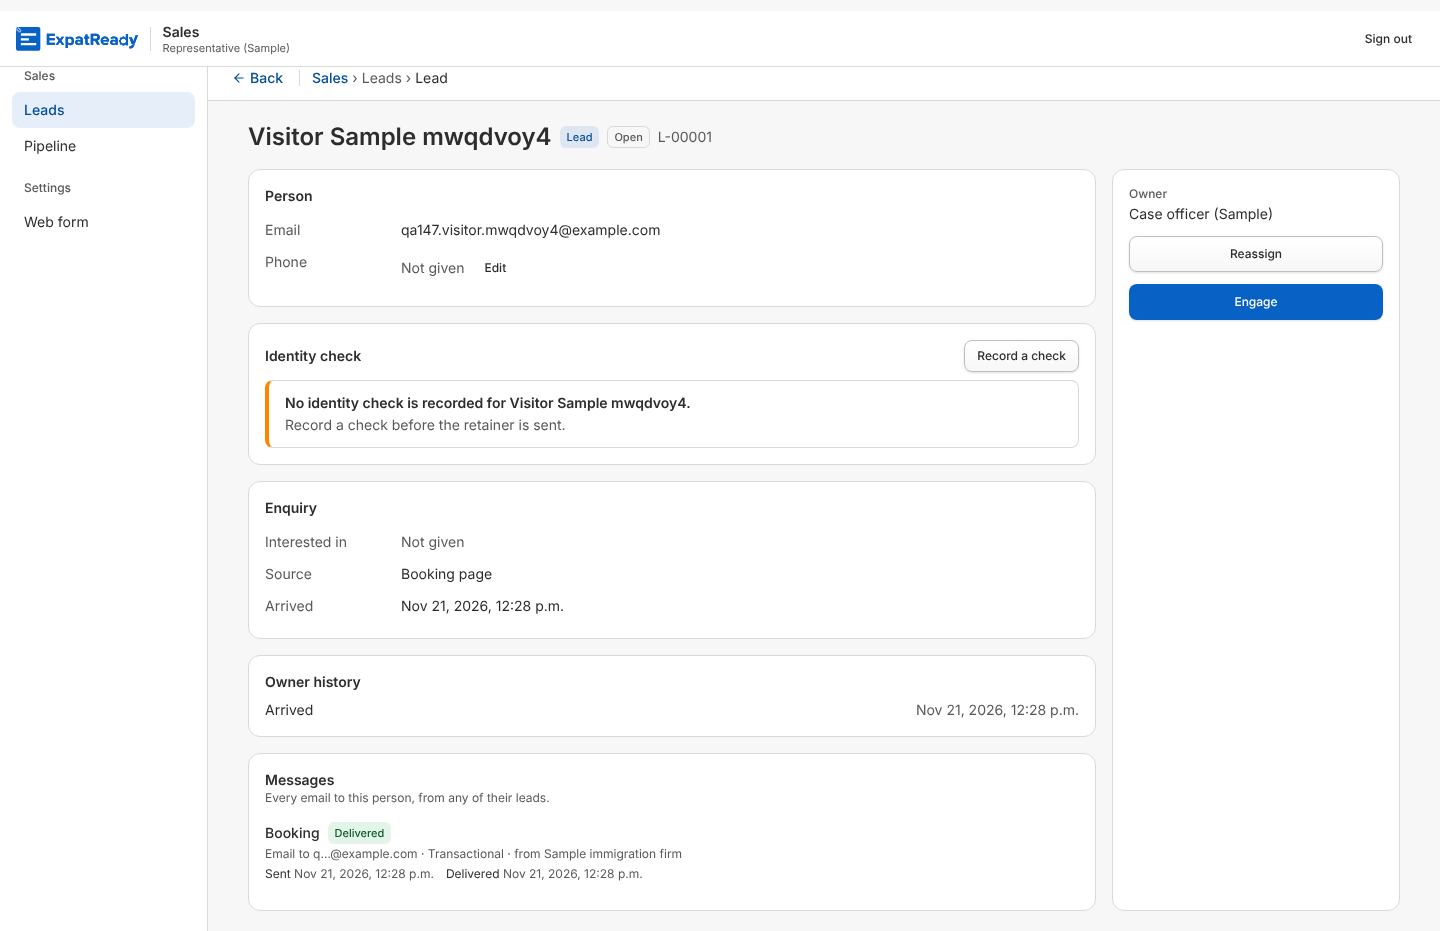 ExpatReady
Sales
Representative (Sample)
Sign out
Sales
Leads
Pipeline
Settings
Web form
← Back
Sales › Leads › Lead
Visitor Sample mwqdvoy4 Lead Open L-00001
Person
Email qa147.visitor.mwqdvoy4@example.com
Phone Not given Edit
Identity check Record a check
No identity check is recorded for Visitor Sample mwqdvoy4.
Record a check before the retainer is sent.
Enquiry
Interested in Not given
Source Booking page
Arrived Nov 21, 2026, 12:28 p.m.
Owner history
Arrived Nov 21, 2026, 12:28 p.m.
Messages
Every email to this person, from any of their leads.
Booking Delivered
Email to q...@example.com · Transactional · from Sample immigration firm
Sent Nov 21, 2026, 12:28 p.m. Delivered Nov 21, 2026, 12:28 p.m.
Owner
Case officer (Sample)
Reassign
Engage